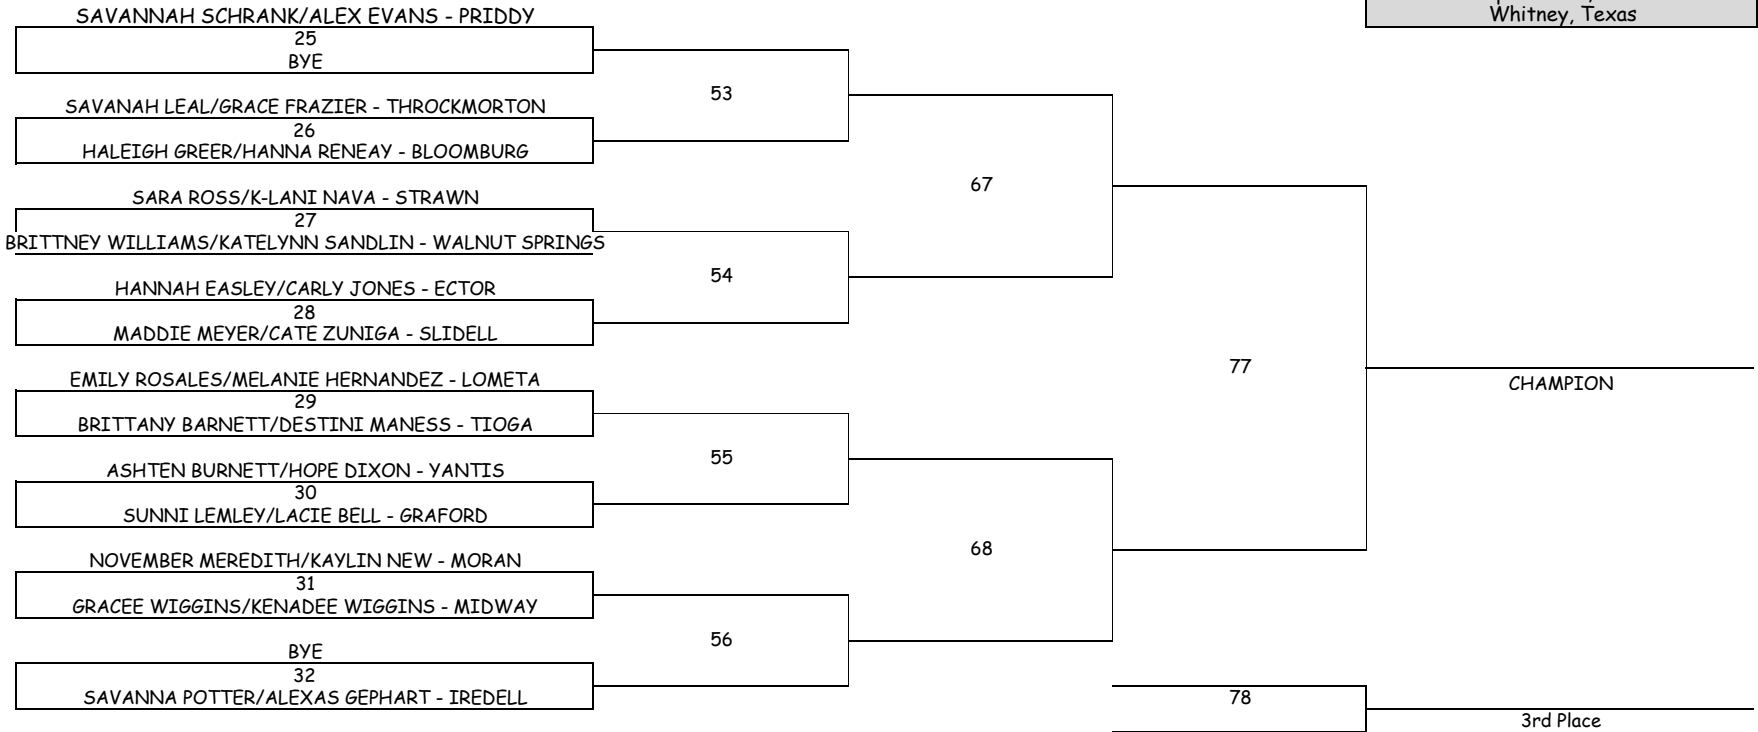 SAVANNAH SCHRANK/ALEX EVANS - PRIDDY
Whitney, Texas
25
BYE
53
SAVANAH LEAL/GRACE FRAZIER - THROCKMORTON
26
HALEIGH GREER/HANNA RENEAY - BLOOMBURG
67
SARA ROSS/K-LANI NAVA - STRAWN
27
BRITTNEY WILLIAMS/KATELYNN SANDLIN - WALNUT SPRINGS
54
HANNAH EASLEY/CARLY JONES - ECTOR
28
MADDIE MEYER/CATE ZUNIGA - SLIDELL
77
CHAMPION
EMILY ROSALES/MELANIE HERNANDEZ - LOMETA
29
BRITTANY BARNETT/DESTINI MANESS - TIOGA
55
ASHTEN BURNETT/HOPE DIXON - YANTIS
30
SUNNI LEMLEY/LACIE BELL - GRAFORD
68
NOVEMBER MEREDITH/KAYLIN NEW - MORAN
31
GRACEE WIGGINS/KENADEE WIGGINS - MIDWAY
56
BYE
32
SAVANNA POTTER/ALEXAS GEPHART - IREDELL
78
3rd Place